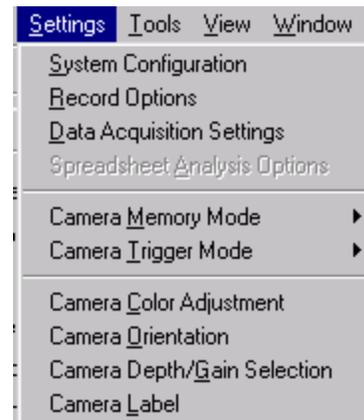 Settings Tools View Window
System Configuration
Record Options
Data Acquisition Settings
Spreadsheet Analysis Options
Camera Memory Mode
Camera Trigger Mode
Camera Color Adjustment
Camera Orientation
Camera Depth/Gain Selection
Camera Label